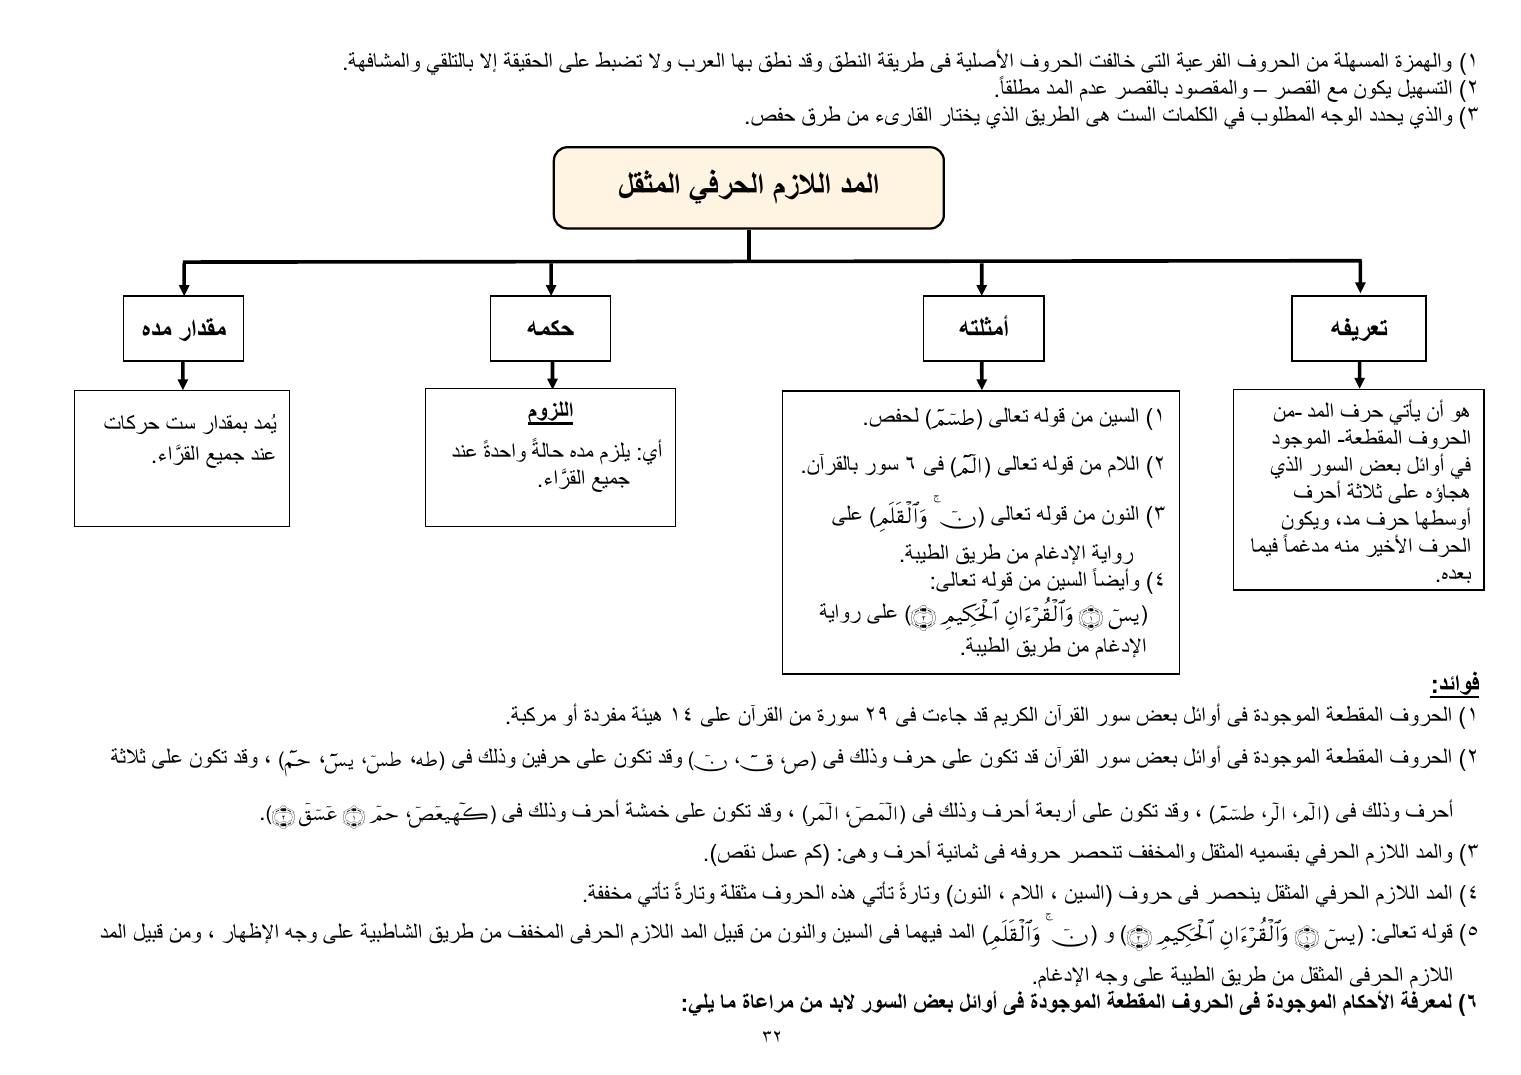 ١) والهمزة المسهلة من الحروف الفرعية التى خالفت الحروف الأصلية فى طريقة النطق وقد نطق بها العرب ولا تضبط على الحقيقة إلا بالتلقي والمشافهة.
٢) التسهيل يكون مع القصر – والمقصود بالقصر عدم المد مطلقاً.
٣) والذي يحدد الوجه المطلوب في الكلمات الست هى الطريق الذي يختار القارىء من طرق حفص.
المد اللازم الحرفي المثقل
تعريفه
هو أن يأتي حرف المد -من
الحروف المقطعة- الموجود
في أوائل بعض السور الذي
هجاؤه على ثلاثة أحرف
أوسطها حرف مد، ويكون
الحرف الأخير منه مدغماً فيما
بعده.
أمثلته
١) السين من قوله تعالى (طسٓمٓ) لحفص.
٢) اللام من قوله تعالى (الٓمٓ) فى ٦ سور بالقرآن.
٣) النون من قوله تعالى (نٓ ۚ وَٱلۡقَلَمِ) على
رواية الإدغام من طريق الطيبة.
٤) وأيضاً السين من قوله تعالى:
(يسٓ ١ وَٱلۡقُرۡءَانِ ٱلۡحَكِيمِ ٢) على رواية
الإدغام من طريق الطيبة.
حكمه
اللزوم
أي: يلزم مده حالةً واحدةً عند
جميع القرَّاء.
مقدار مده
يُمد بمقدار ست حركات
عند جميع القرَّاء.
فوائد:
١) الحروف المقطعة الموجودة فى أوائل بعض سور القرآن الكريم قد جاءت فى ٢٩ سورة من القرآن على ١٤ هيئة مفردة أو مركبة.
٢) الحروف المقطعة الموجودة فى أوائل بعض سور القرآن قد تكون على حرف وذلك فى (ص، قٓ، نٓ) وقد تكون على حرفين وذلك فى (طه، طسٓ، يسٓ، حمٓ) ، وقد تكون على ثلاثة
أحرف وذلك فى (الٓم، الٓر، طسٓمٓ) ، وقد تكون على أربعة أحرف وذلك فى (الٓمٓصٓ، الٓمٓر) ، وقد تكون على خمسة أحرف وذلك فى (كٓهيعٓصٓ، حمٓ ١ عٓسٓقٓ ٢).
٣) والمد اللازم الحرفي بقسميه المثقل والمخفف تنحصر حروفه فى ثمانية أحرف وهى: (كم عسل نقص).
٤) المد اللازم الحرفي المثقل ينحصر فى حروف (السين ، اللام ، النون) وتارةً تأتي هذه الحروف مثقلة وتارةً تأتي مخففة.
٥) قوله تعالى: (يسٓ ١ وَٱلۡقُرۡءَانِ ٱلۡحَكِيمِ ٢) و (نٓ ۚ وَٱلۡقَلَمِ) المد فيهما فى السين والنون من قبيل المد اللازم الحرفى المخفف من طريق الشاطبية على وجه الإظهار ، ومن قبيل المد
اللازم الحرفى المثقل من طريق الطيبة على وجه الإدغام.
٦) لمعرفة الأحكام الموجودة فى الحروف المقطعة الموجودة فى أوائل بعض السور لابد من مراعاة ما يلي:
٣٢